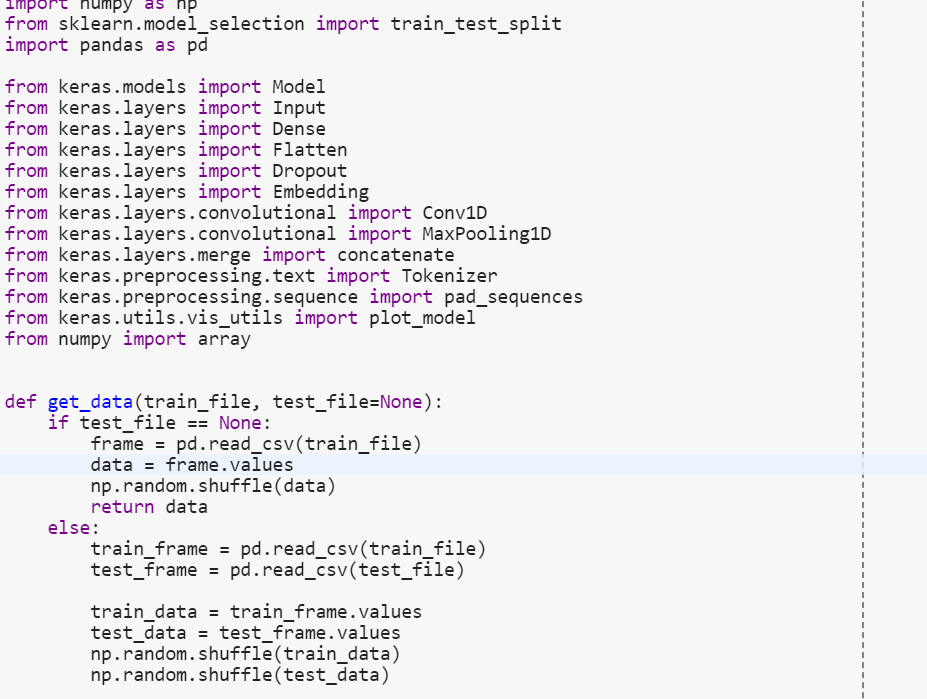 import numpy as np
from sklearn.model_selection import train_test_split
import pandas as pd

from keras.models import Model
from keras.layers import Input
from keras.layers import Dense
from keras.layers import Flatten
from keras.layers import Dropout
from keras.layers import Embedding
from keras.layers.convolutional import Conv1D
from keras.layers.convolutional import MaxPooling1D
from keras.layers.merge import concatenate
from keras.preprocessing.text import Tokenizer
from keras.preprocessing.sequence import pad_sequences
from keras.utils.vis_utils import plot_model
from numpy import array


def get_data(train_file, test_file=None):
    if test_file == None:
        frame = pd.read_csv(train_file)
        data = frame.values
        np.random.shuffle(data)
        return data
    else:
        train_frame = pd.read_csv(train_file)
        test_frame = pd.read_csv(test_file)

        train_data = train_frame.values
        test_data = test_frame.values
        np.random.shuffle(train_data)
        np.random.shuffle(test_data)